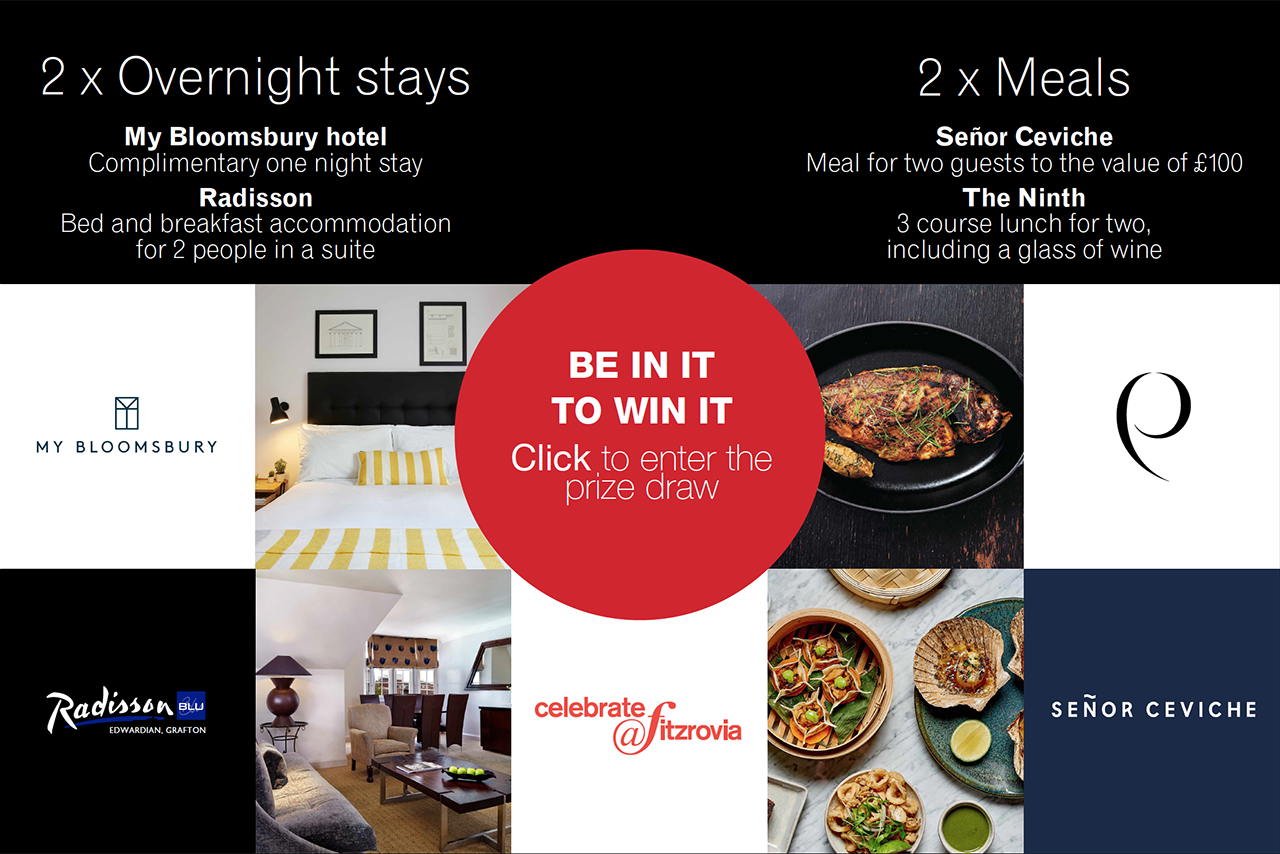 2 x Overnight stays
My Bloomsbury hotel
Complimentary one night stay
Radisson
Bed and breakfast accommodation
for 2 people in a suite
2 x Meals
Señor Ceviche
Meal for two guests to the value of £100
The Ninth
3 course lunch for two,
including a glass of wine
BE IN IT
TO WIN IT
Click to enter the
prize draw
MY BLOOMSBURY
Radisson BLU
EDWARDIAN, GRAFTON
celebrate
@fitzrovia
SEÑOR CEVICHE